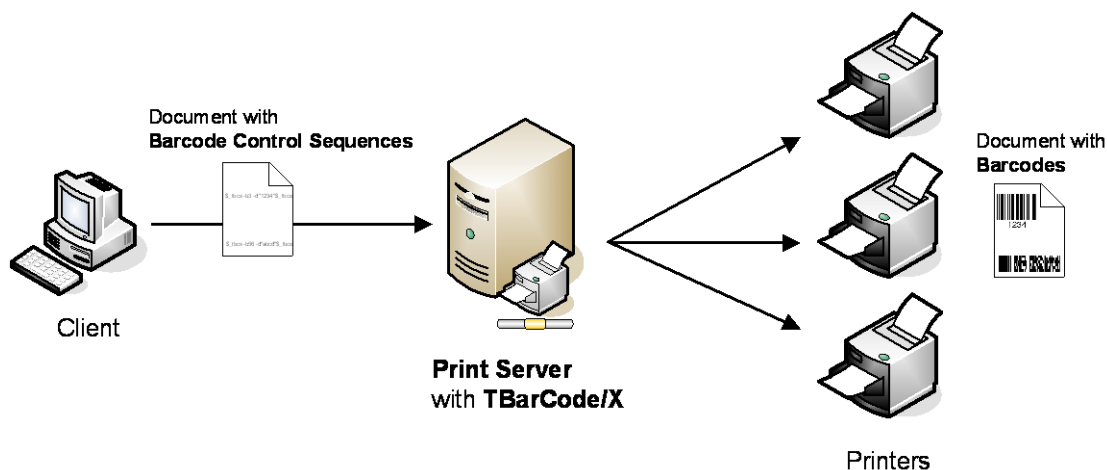 Document with
Barcode Control Sequences
Client
Print Server
with TBarCode/X
Document with
Barcodes
1234
Printers